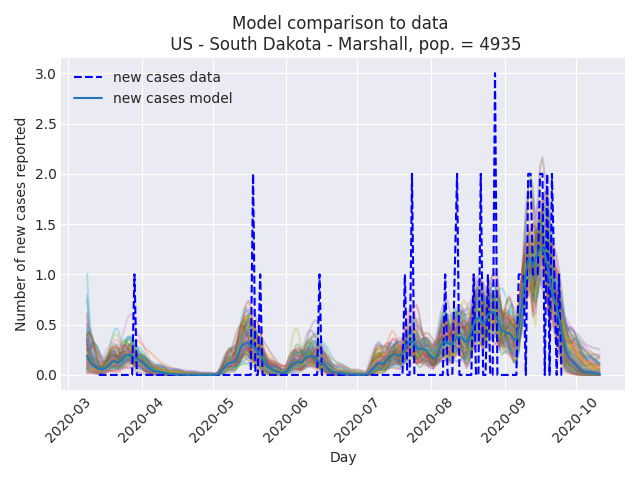 Model comparison to data
US - South Dakota - Marshall, pop. = 4935
new cases data
new cases model
Number of new cases reported
3.0
2.5
2.0
1.5
1.0
0.5
0.0
2020-03
2020-04
2020-05
2020-06
2020-07
2020-08
2020-09
2020-10
Day